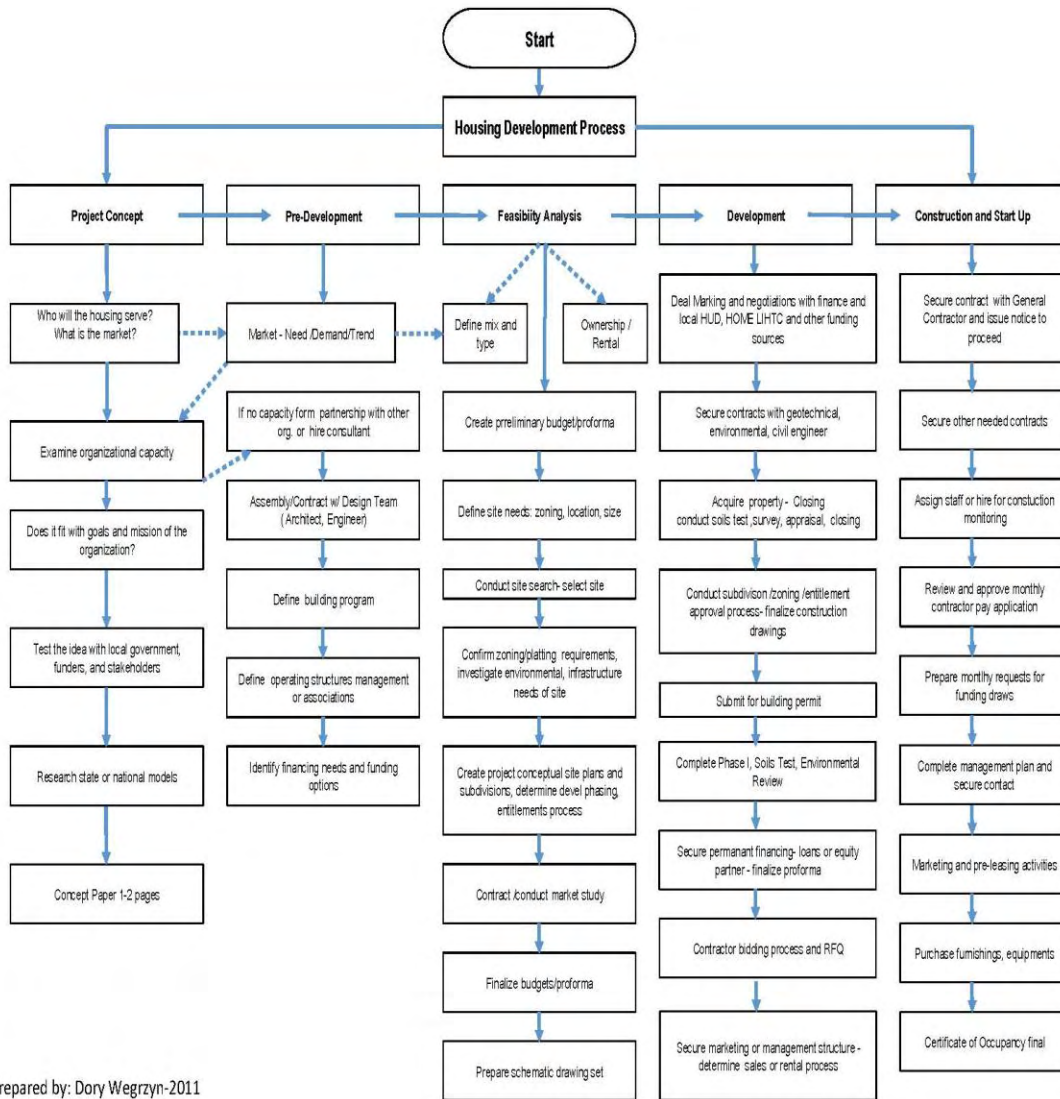 Start
Housing Development Process
Project Concept
Pre-Development
Feasibiity Analysis
Development
Construction and Start Up
Who will the housing serve?
What is the market?
Examine organizational capacity
Does it fit with goals and mission of the
organization?
Test the idea with local government,
funders, and stakeholders
Research state or national models
Concept Paper 1-2 pages
Market - Need /Demand/Trend
If no capacity form partnership with other
org. or hire consultant
Assembly/Contract w/ Design Team
( Architect, Engineer)
Define building program
Define operating structures management
or associations
Identify financing needs and funding
options
Define mix and
type
Ownership /
Rental
Create prreliminary budget/proforma
Define site needs: zoning, location, size
Conduct site search- select site
Confirm zoning/platting requirements,
investigate environmental, infrastructure
needs of site
Create project conceptual site plans and
subdivisions, determine devel phasing,
entitlements process
Contract /conduct market study
Finalize budgets/proforma
Prepare schematic drawing set
Deal Marking and negotiations with finance and
local HUD, HOME LIHTC and other funding
sources
Secure contracts with geotechnical,
environmental, civil engineer
Acquire property - Closing
conduct soils test ,survey, appraisal, closing
Conduct subdivison /zoning /entitlement
approval process- finalize construction
drawings
Submit for building permit
Complete Phase I, Soils Test, Environmental
Review
Secure permanant financing- loans or equity
partner - finalize proforma
Contractor bidding process and RFQ
Secure marketing or management structure -
determine sales or rental process
Secure contract with General
Contractor and issue notice to
proceed
Secure other needed contracts
Assign staff or hire for constuction
monitoring
Review and approve monthly
contractor pay application
Prepare monthly requests for
funding draws
Complete management plan and
secure contact
Marketing and pre-leasing activities
Purchase furnishings, equipments
Certificate of Occupancy final
repared by: Dory Wegrzyn-2011